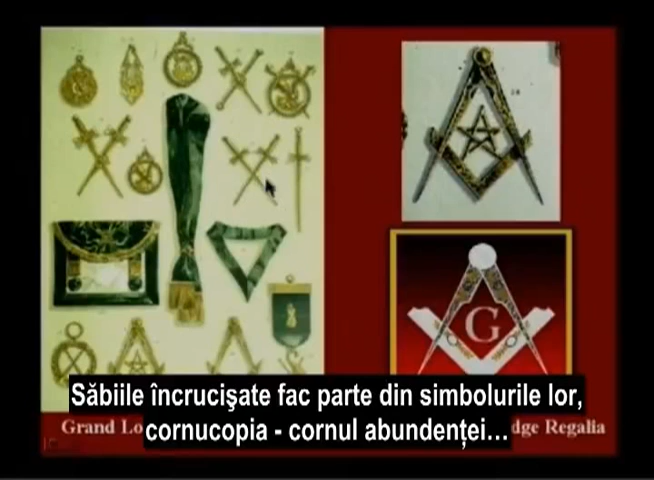 G
Săbiile încrucişate fac parte din simbolurile lor,
Grand Lo
cornucopia - cornul abundenţei…
dge Regalia